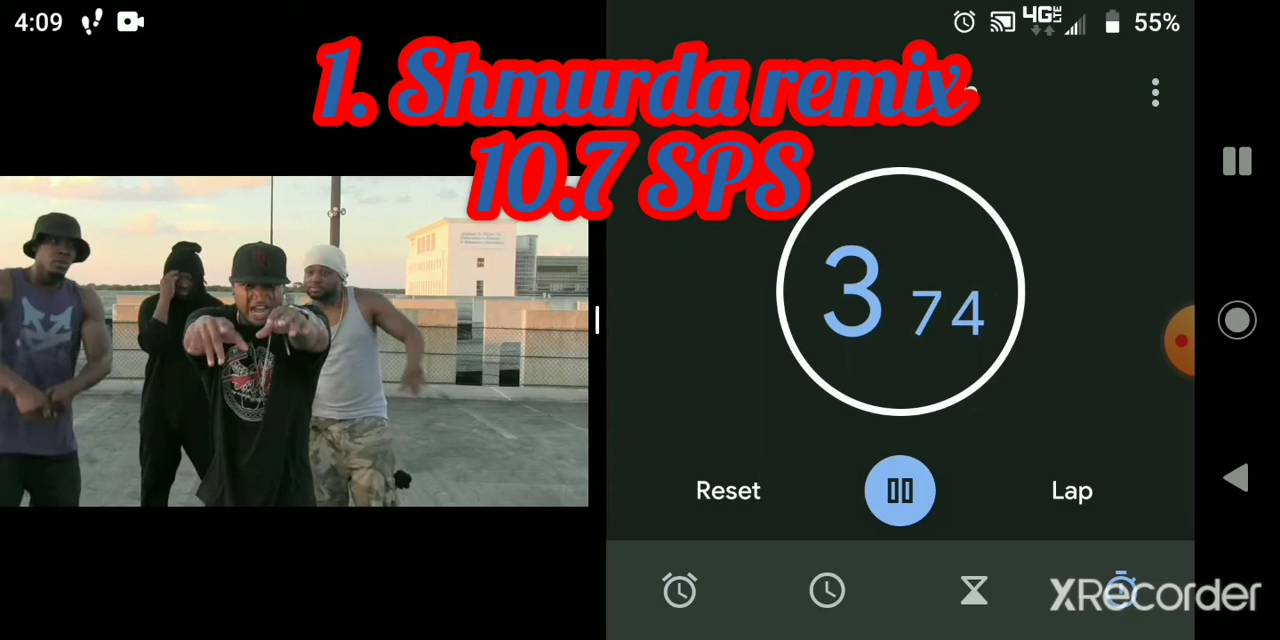 4:09
4G LTE
55%
1. Shmurda remix
10.7 SPS
3 74
Reset
Lap
XRecorder